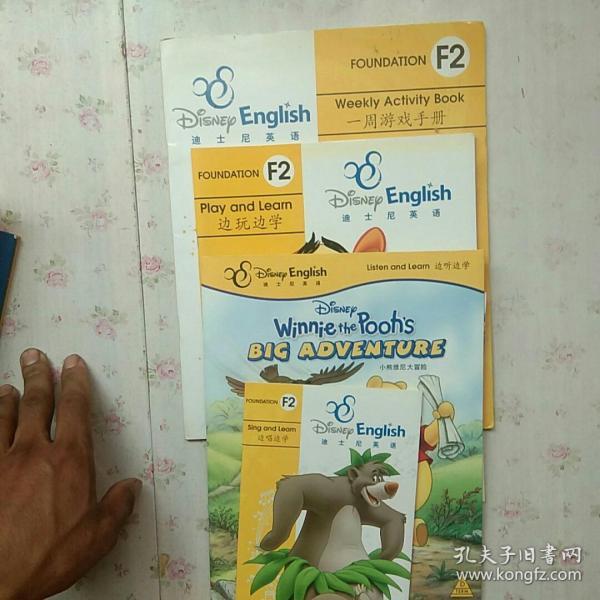 FOUNDATION F2
Disney English
迪士尼英语
Weekly Activity Book
一周游戏手册
FOUNDATION F2
Play and Learn
边玩边学
Disney English
迪士尼英语
Disney English
迪士尼英语
Listen and Learn 边听边学
Disney
Winnie the Pooh's
BIG ADVENTURE
小熊维尼大冒险
FOUNDATION F2
Sing and Learn
边唱边学
Disney English
迪士尼英语
孔夫子旧书网
www.kongfz.com